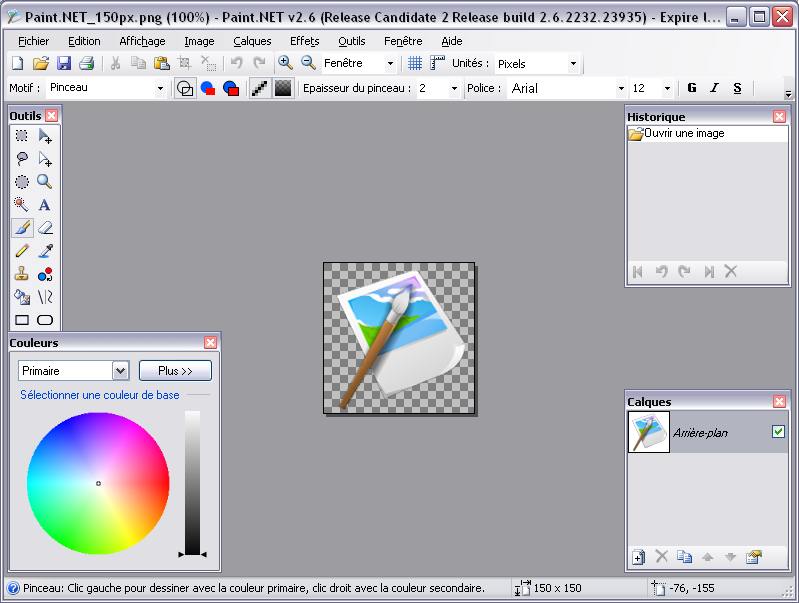 Paint.NET_150px.png (100%) - Paint.NET v2.6 (Release Candidate 2 Release build 2.6.2232.23935) - Expire l...
Fichier Edition Affichage Image Calques Effets Outils Fenêtre Aide
Fenêtre Unités : Pixels
Motif : Pinceau Epaisseur du pinceau : 2 Police : Arial 12 G I S
Outils
Historique
Ouvrir une image
Couleurs
Primaire Plus >>
Sélectionner une couleur de base
Calques
Arrière-plan
Pinceau: Clic gauche pour dessiner avec la couleur primaire, clic droit avec la couleur secondaire. 150 x 150 -76, -155